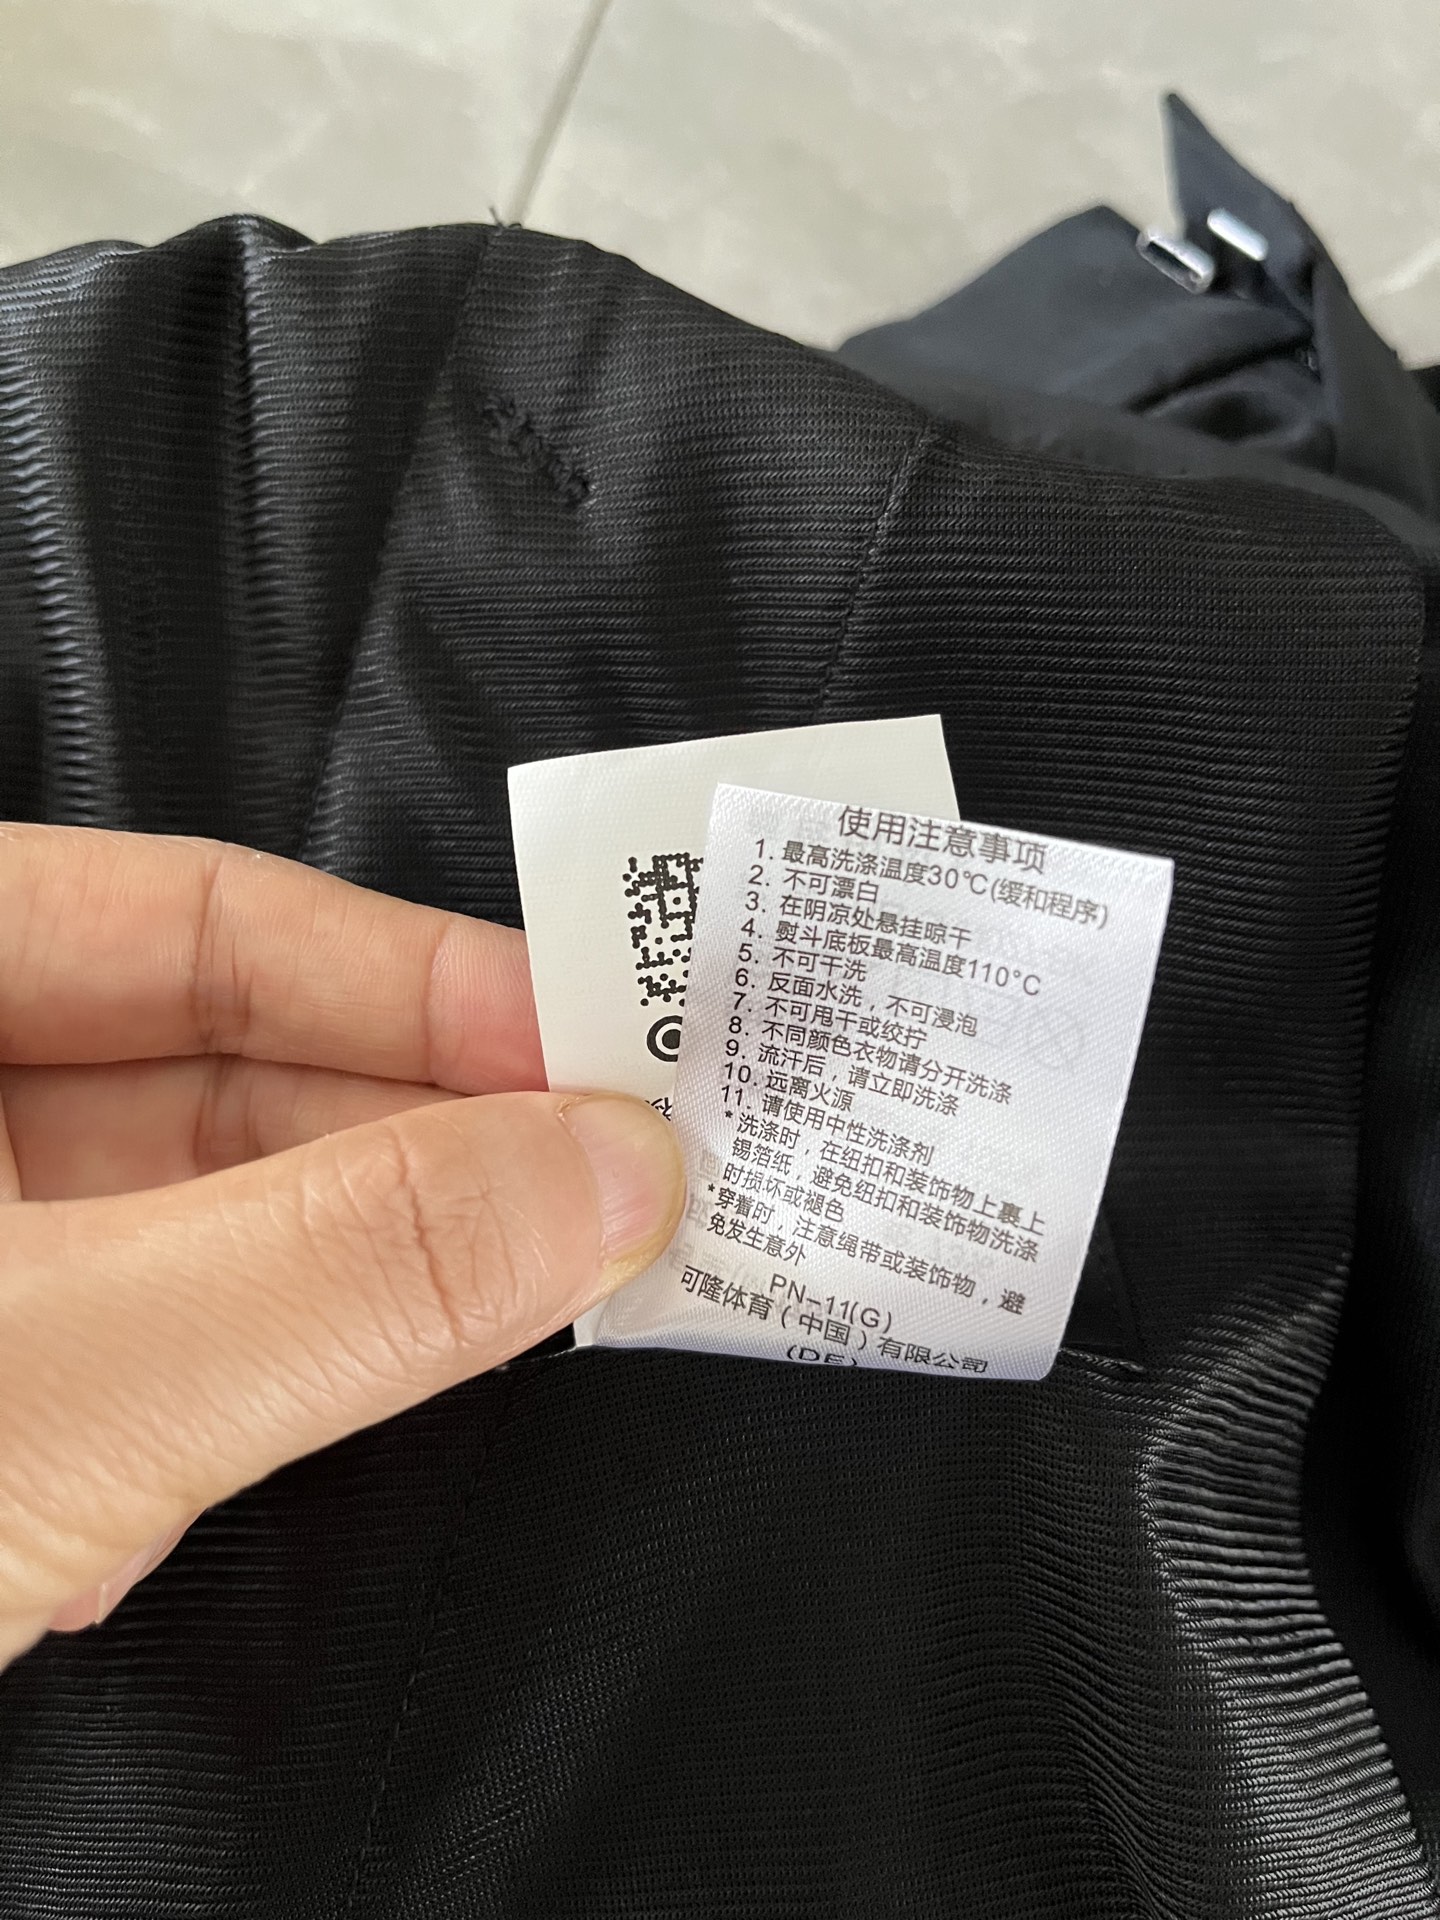 使用注意事项
1. 最高洗涤温度30℃(缓和程序)
2. 不可漂白
3. 在阴凉处悬挂晾干
4. 熨斗底板最高温度110℃
5. 不可干洗
6. 反面水洗，不可浸泡
7. 不可甩干或绞拧
8. 不同颜色衣物请分开洗涤
9. 流汗后，请立即洗涤
10. 远离火源
11. 请使用中性洗涤剂
*洗涤时，在纽扣和装饰物上裹上
锡箔纸，避免纽扣和装饰物洗涤
时损坏或褪色
*穿着时，注意绳带或装饰物，避
免发生意外
PN-11(G)
可隆体育（中国）有限公司
(DE)